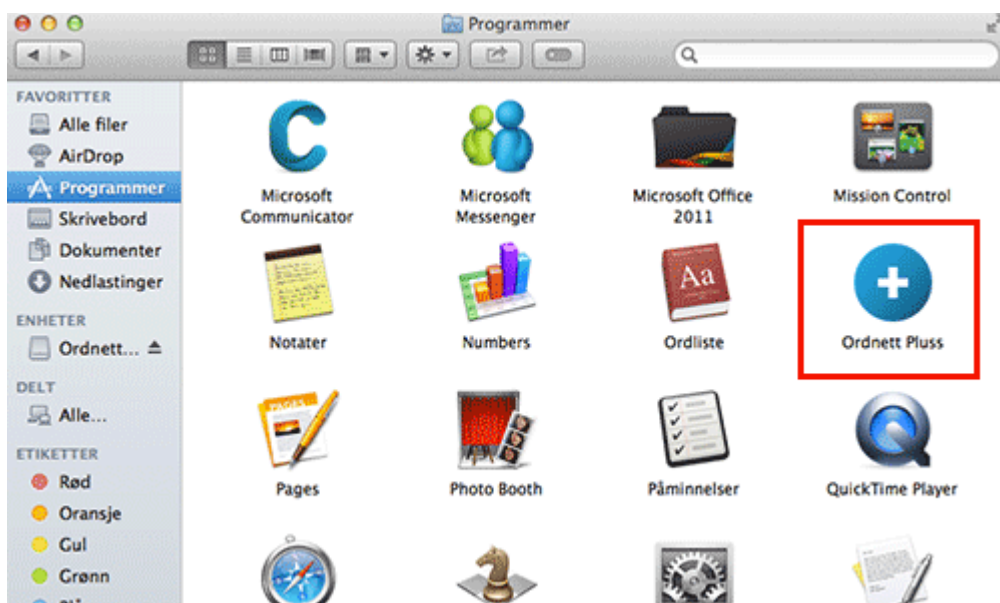 Programmer
FAVORITTER
Alle filer
AirDrop
Programmer
Skrivebord
Dokumenter
Nedlastinger
ENHETER
Ordnett...
DELT
Alle...
ETIKETTER
Rød
Oransje
Gul
Grønn
Microsoft
Communicator
Microsoft
Messenger
Microsoft Office
2011
Mission Control
Notater
Numbers
Aa
Ordliste
Ordnett Pluss
PAGES
Pages
Photo Booth
Påminnelser
QuickTime Player